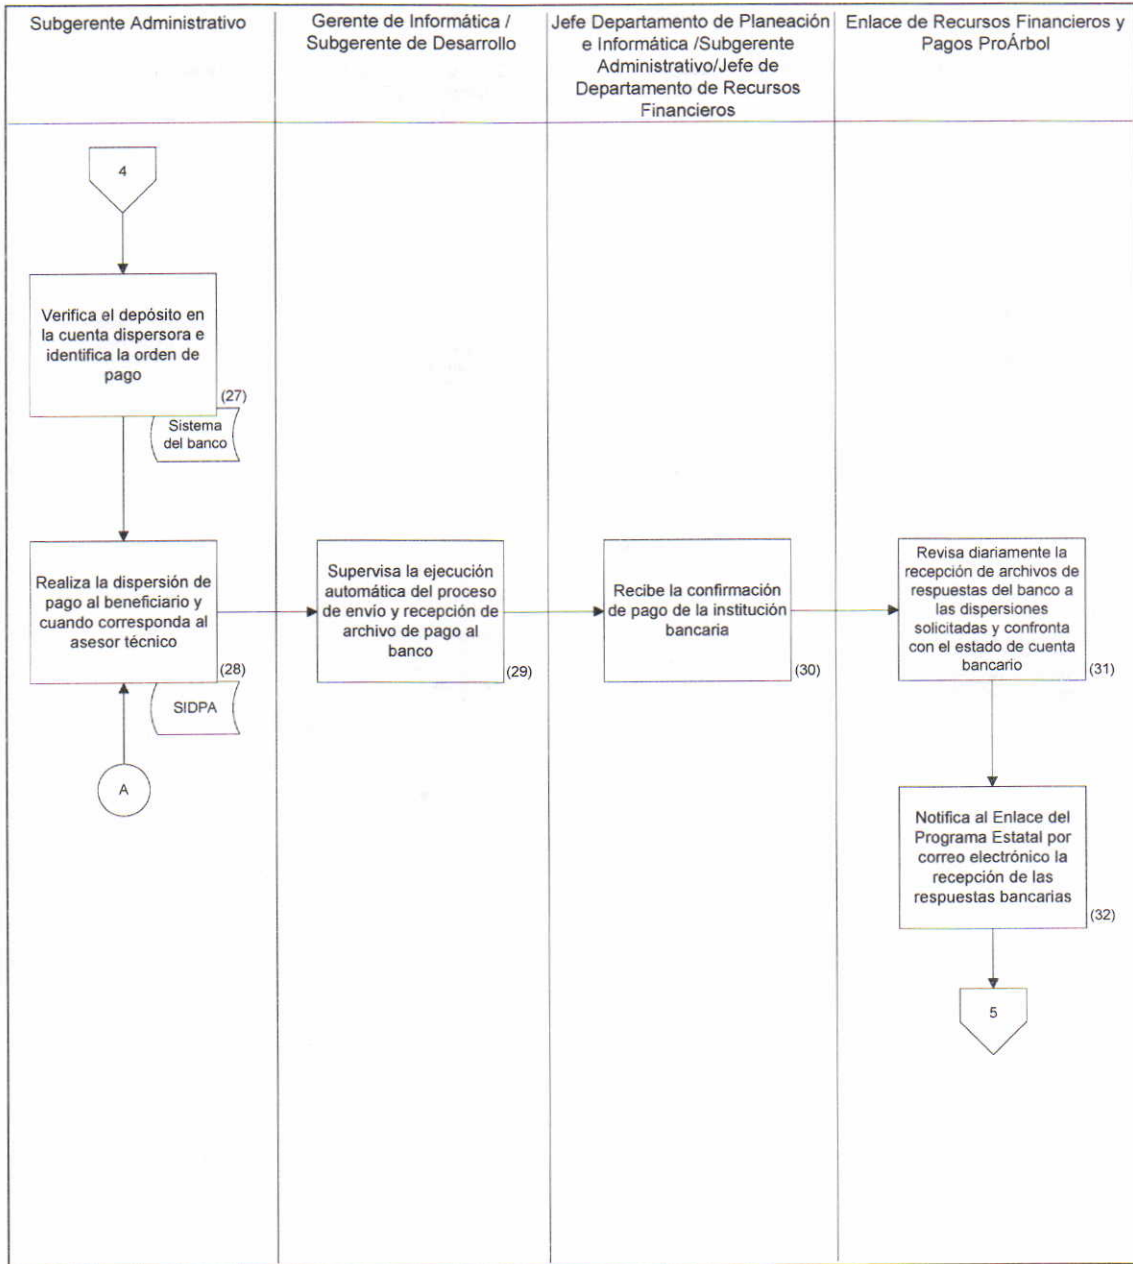 Subgerente Administrativo
Gerente de Informática /
Subgerente de Desarrollo
Jefe Departamento de Planeación
e Informática /Subgerente
Administrativo/Jefe de
Departamento de Recursos
Financieros
Enlace de Recursos Financieros y
Pagos ProÁrbol
4
Verifica el depósito en
la cuenta dispersora e
identifica la orden de
pago
(27)
Sistema
del banco
Realiza la dispersión de
pago al beneficiario y
cuando corresponda al
asesor técnico
(28)
SIDPA
A
Supervisa la ejecución
automática del proceso
de envío y recepción de
archivo de pago al
banco
(29)
Recibe la confirmación
de pago de la institución
bancaria
(30)
Revisa diariamente la
recepción de archivos de
respuestas del banco a
las dispersiones
solicitadas y confronta
con el estado de cuenta
bancario
(31)
Notifica al Enlace del
Programa Estatal por
correo electrónico la
recepción de las
respuestas bancarias
(32)
5